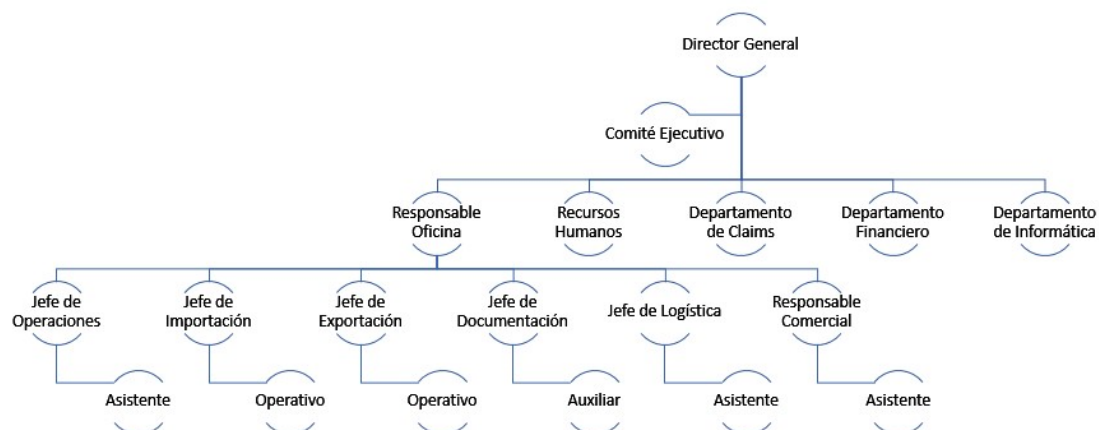 Director General
Comité Ejecutivo
Responsable
Oficina
Recursos
Humanos
Departamento
de Claims
Departamento
Financiero
Departamento
de Informática
Jefe de
Operaciones
Jefe de
Importación
Jefe de
Exportación
Jefe de
Documentación
Jefe de Logística
Responsable
Comercial
Asistente
Operativo
Operativo
Auxiliar
Asistente
Asistente